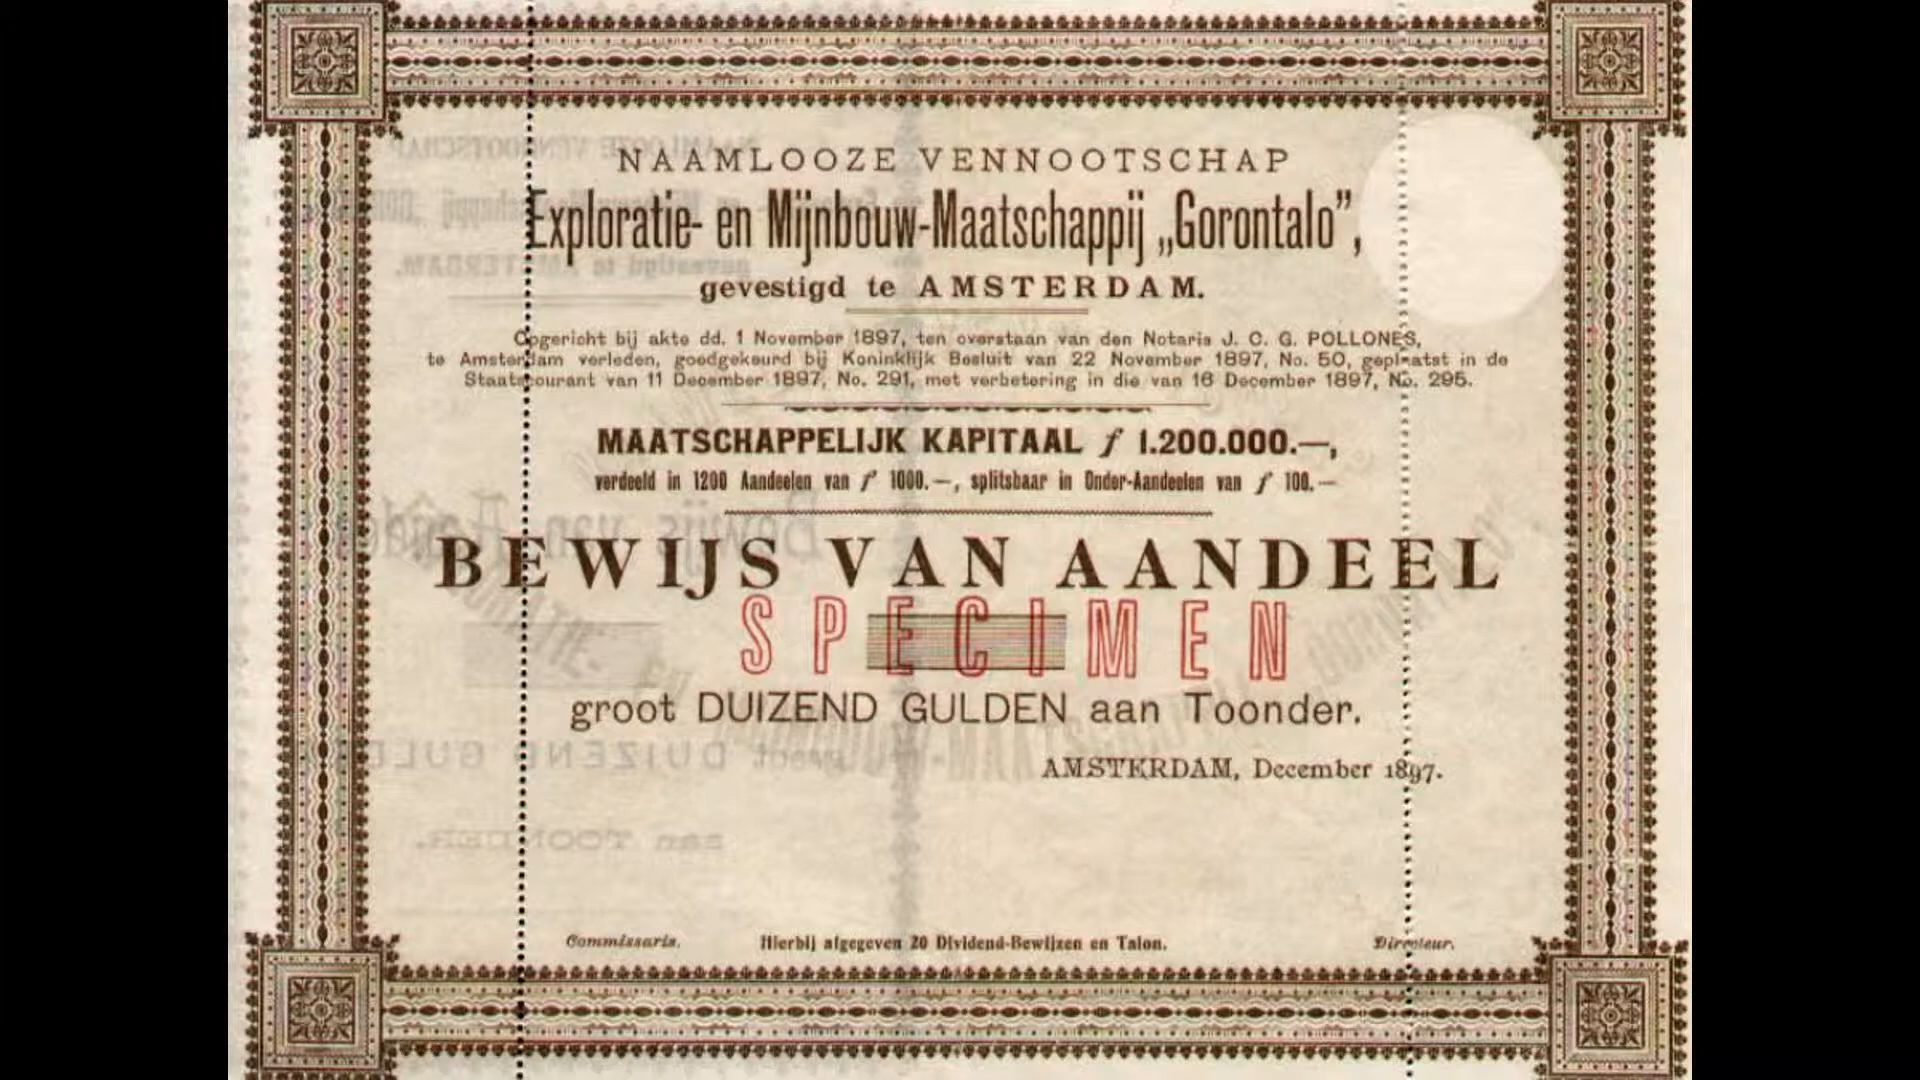 NAAMLOOZE VENNOOTSCHAP
Exploratie- en Mijnbouw-Maatschappij „Gorontalo”,
gevestigd te AMSTERDAM.
Opgericht bij akte dd. 1 November 1897, ten overstaan van den Notaris J. C. G. POLLONES,
te Amsterdam verleden, goedgekeurd bij Koninklijk Besluit van 22 November 1897, No. 50, geplaatst in de
Staatscourant van 11 December 1897, No. 291, met verbetering in die van 16 December 1897, No. 295.
MAATSCHAPPELIJK KAPITAAL ƒ 1.200.000.—,
verdeeld in 1200 Aandeelen van ƒ 1000.—, splitsbaar in Onder-Aandeelen van ƒ 100.—
BEWIJS VAN AANDEEL
SPECIMEN
groot DUIZEND GULDEN aan Toonder.
AMSTERDAM, December 1897.
Commissaris. Hierbij afgegeven 20 Dividend-Bewijzen en Talon. Directeur.